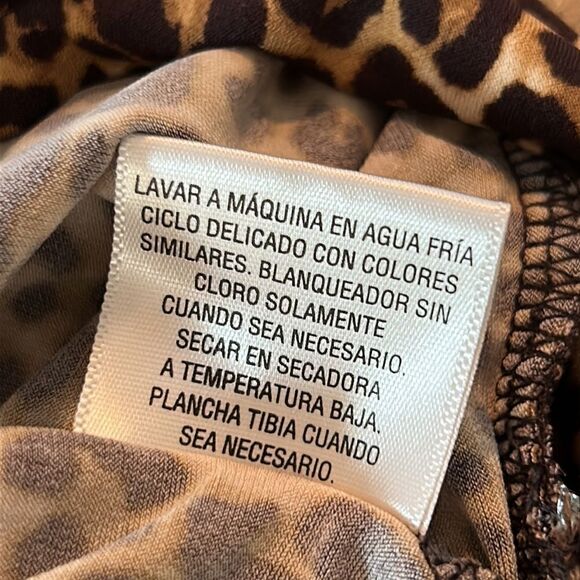 LAVAR A MÁQUINA EN AGUA FRÍA
CICLO DELICADO CON COLORES
SIMILARES. BLANQUEADOR SIN
CLORO SOLAMENTE
CUANDO SEA NECESARIO.
SECAR EN SECADORA
A TEMPERATURA BAJA.
PLANCHA TIBIA CUANDO
SEA NECESARIO.